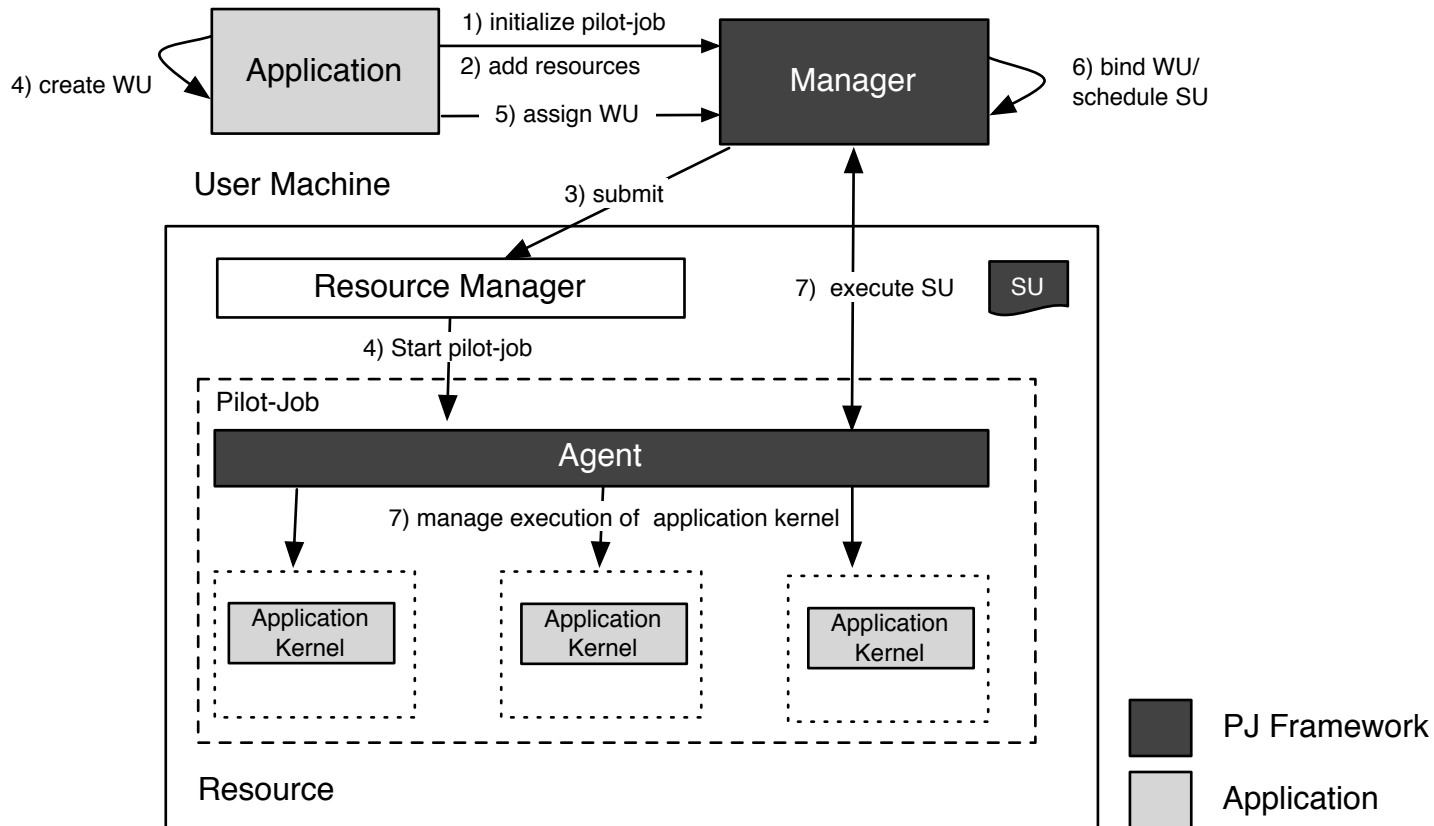 1) initialize pilot-job
Application
2) add resources
Manager
4) create WU
5) assign WU
6) bind WU/
schedule SU
User Machine
3) submit
Resource Manager
7) execute SU
SU
4) Start pilot-job
Pilot-Job
Agent
7) manage execution of application kernel
Application
Kernel
Application
Kernel
Application
Kernel
Resource
PJ Framework
Application